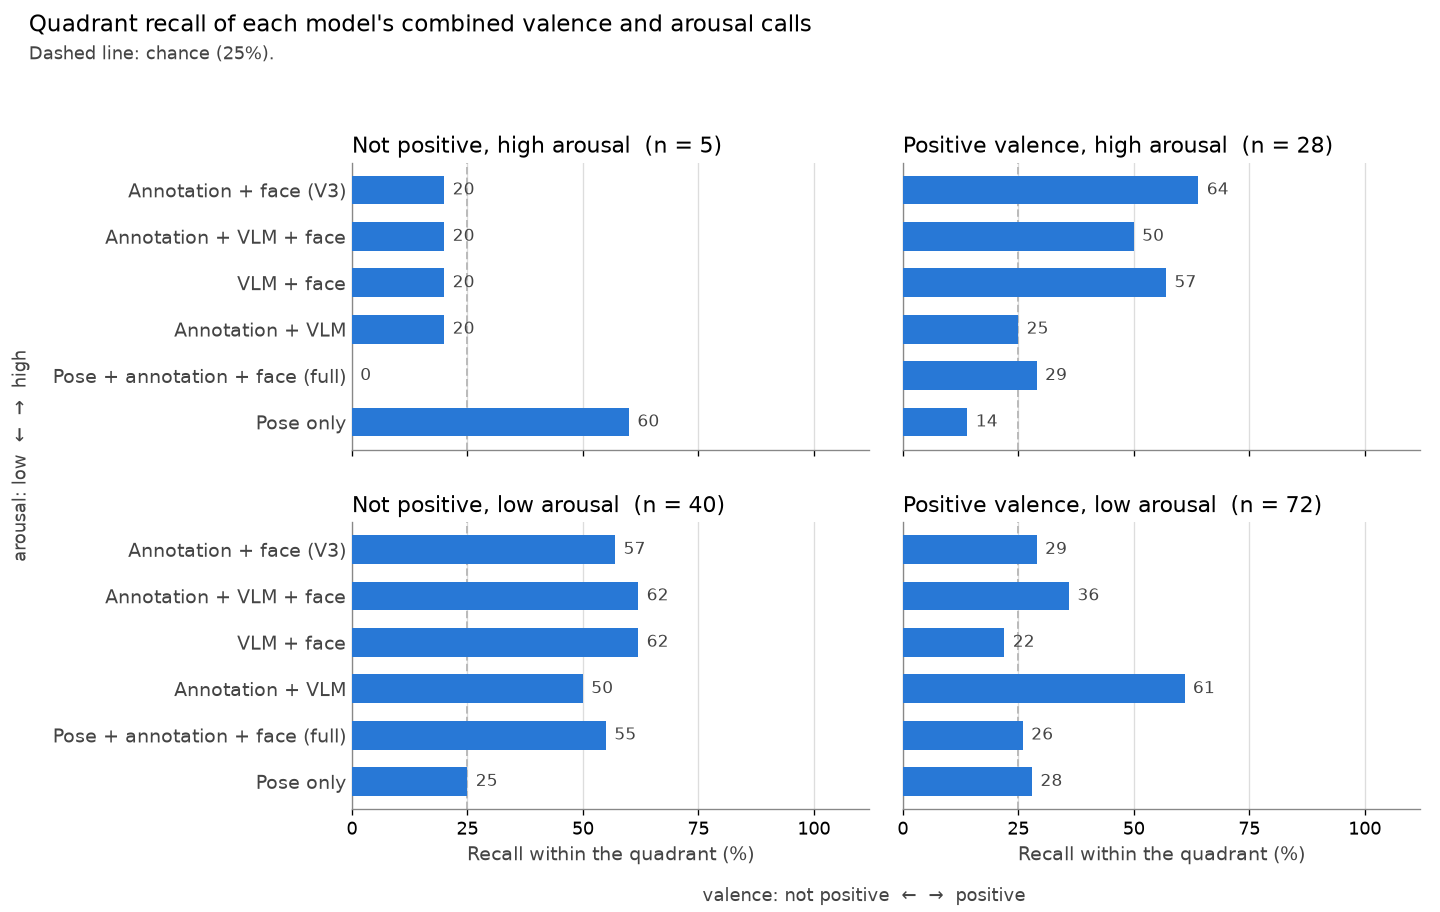 Quadrant recall of each model's combined valence and arousal calls
Dashed line: chance (25%).
Not positive, high arousal (n = 5)
Annotation + face (V3) 20
Annotation + VLM + face 20
VLM + face 20
Annotation + VLM 20
Pose + annotation + face (full) 0
Pose only 60
Positive valence, high arousal (n = 28)
64
50
57
25
29
14
arousal: low ← → high
Not positive, low arousal (n = 40)
Annotation + face (V3) 57
Annotation + VLM + face 62
VLM + face 62
Annotation + VLM 50
Pose + annotation + face (full) 55
Pose only 25
0 25 50 75 100
Recall within the quadrant (%)
Positive valence, low arousal (n = 72)
29
36
22
61
26
28
0 25 50 75 100
Recall within the quadrant (%)
valence: not positive ← → positive